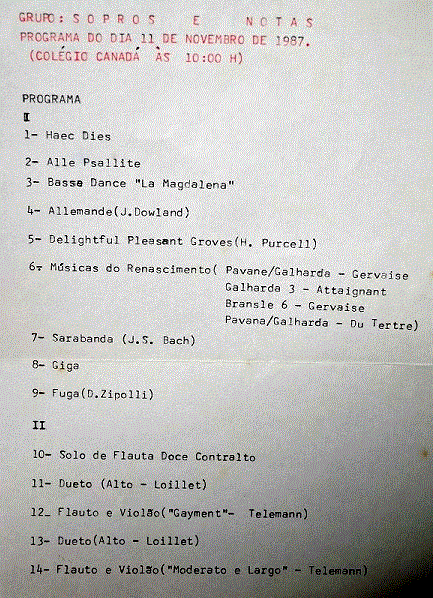 GRUPO: S O P R O S E N O T A S
PROGRAMA DO DIA 11 DE NOVEMBRO DE 1987.
(COLÉGIO CANADÁ ÀS 10:00 H)
PROGRAMA
I
1- Haec Dies
2- Alle Psallite
3- Basse Dance "La Magdalena"
4- Allemande(J.Dowland)
5- Delightful Pleasant Groves(H. Purcell)
6- Músicas do Renascimento( Pavane/Galharda - Gervaise
Galharda 3 - Attaignant
Bransle 6 - Gervaise
Pavana/Galharda - Du Tertre)
7- Sarabanda (J.S. Bach)
8- Giga
9- Fuga(D.Zipolli)
II
10- Solo de Flauta Doce Contralto
11- Dueto (Alto - Loillet)
12_ Flauto e Violão("Gayment"- Telemann)
13- Dueto(Alto - Loillet)
14- Flauto e Violão("Moderato e Largo" - Telemann)